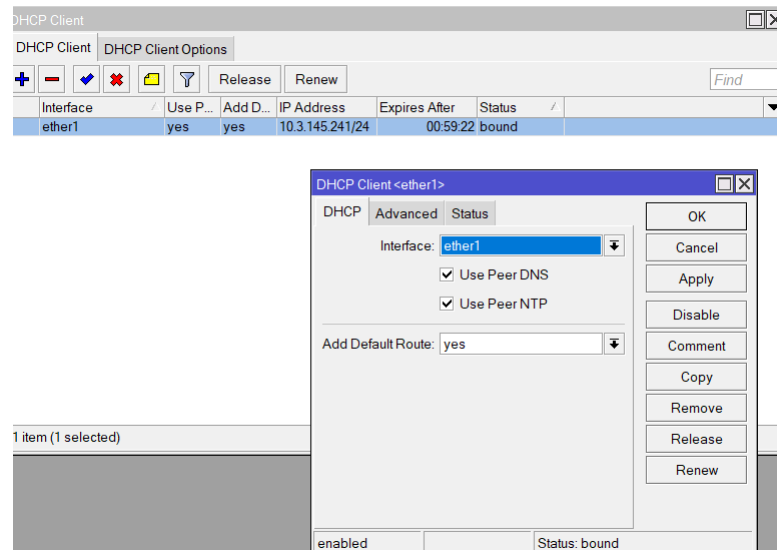 DHCP Client
DHCP Client DHCP Client Options
Release Renew Find
Interface Use P... Add D... IP Address Expires After Status
ether1 yes yes 10.3.145.241/24 00:59:22 bound
DHCP Client <ether1>
DHCP Advanced Status
OK
Interface: ether1
Cancel
Use Peer DNS
Apply
Use Peer NTP
Disable
Add Default Route: yes
Comment
Copy
Remove
1 item (1 selected)
Release
Renew
enabled Status: bound